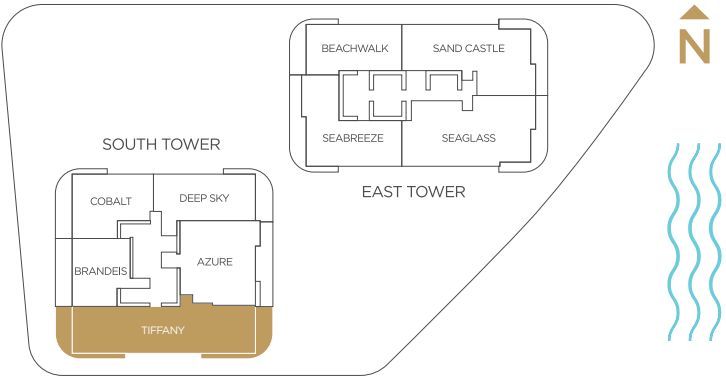 N
BEACHWALK
SAND CASTLE
SEABREEZE
SEAGLASS
EAST TOWER
SOUTH TOWER
COBALT
DEEP SKY
BRANDEIS
AZURE
TIFFANY